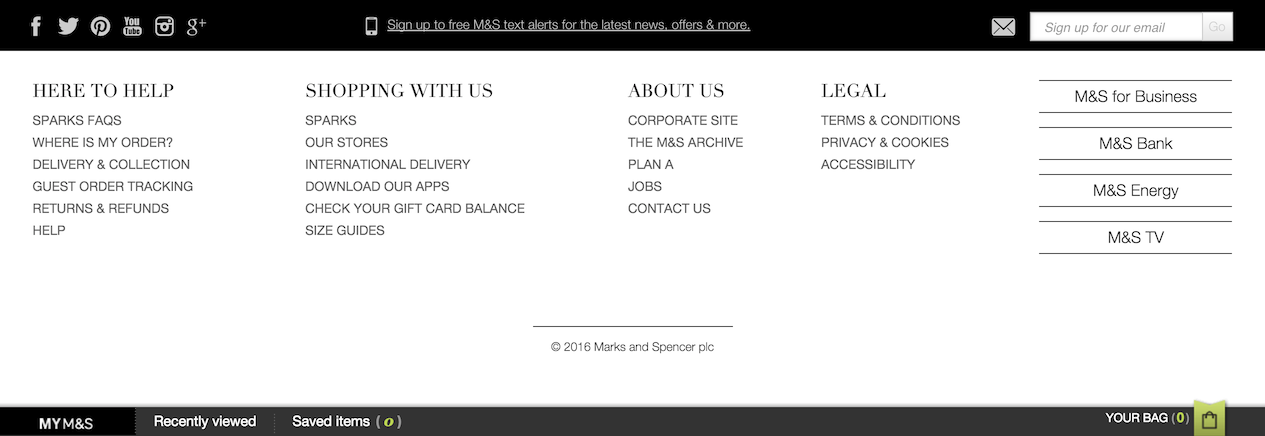 f You Tube g+
Sign up to free M&S text alerts for the latest news, offers & more.
Sign up for our email Go
HERE TO HELP
SPARKS FAQS
WHERE IS MY ORDER?
DELIVERY & COLLECTION
GUEST ORDER TRACKING
RETURNS & REFUNDS
HELP
SHOPPING WITH US
SPARKS
OUR STORES
INTERNATIONAL DELIVERY
DOWNLOAD OUR APPS
CHECK YOUR GIFT CARD BALANCE
SIZE GUIDES
ABOUT US
CORPORATE SITE
THE M&S ARCHIVE
PLAN A
JOBS
CONTACT US
LEGAL
TERMS & CONDITIONS
PRIVACY & COOKIES
ACCESSIBILITY
M&S for Business
M&S Bank
M&S Energy
M&S TV
© 2016 Marks and Spencer plc
MY M&S Recently viewed Saved items ( 0 ) YOUR BAG (0)